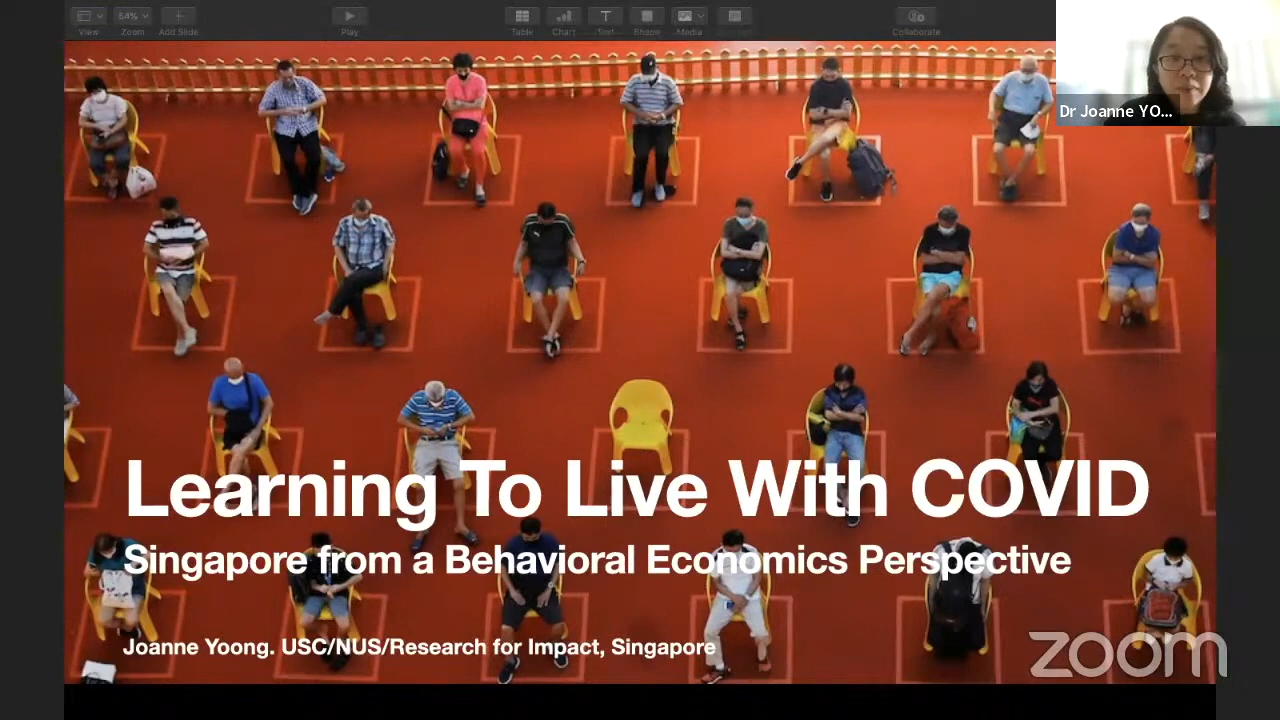 54%
View
Zoom
Add Slide
Play
Table
Chart
Text
Shape
Media
Collaborate
Dr Joanne YO...
Learning To Live With COVID
Singapore from a Behavioral Economics Perspective
Joanne Yoong. USC/NUS/Research for Impact, Singapore
zoom